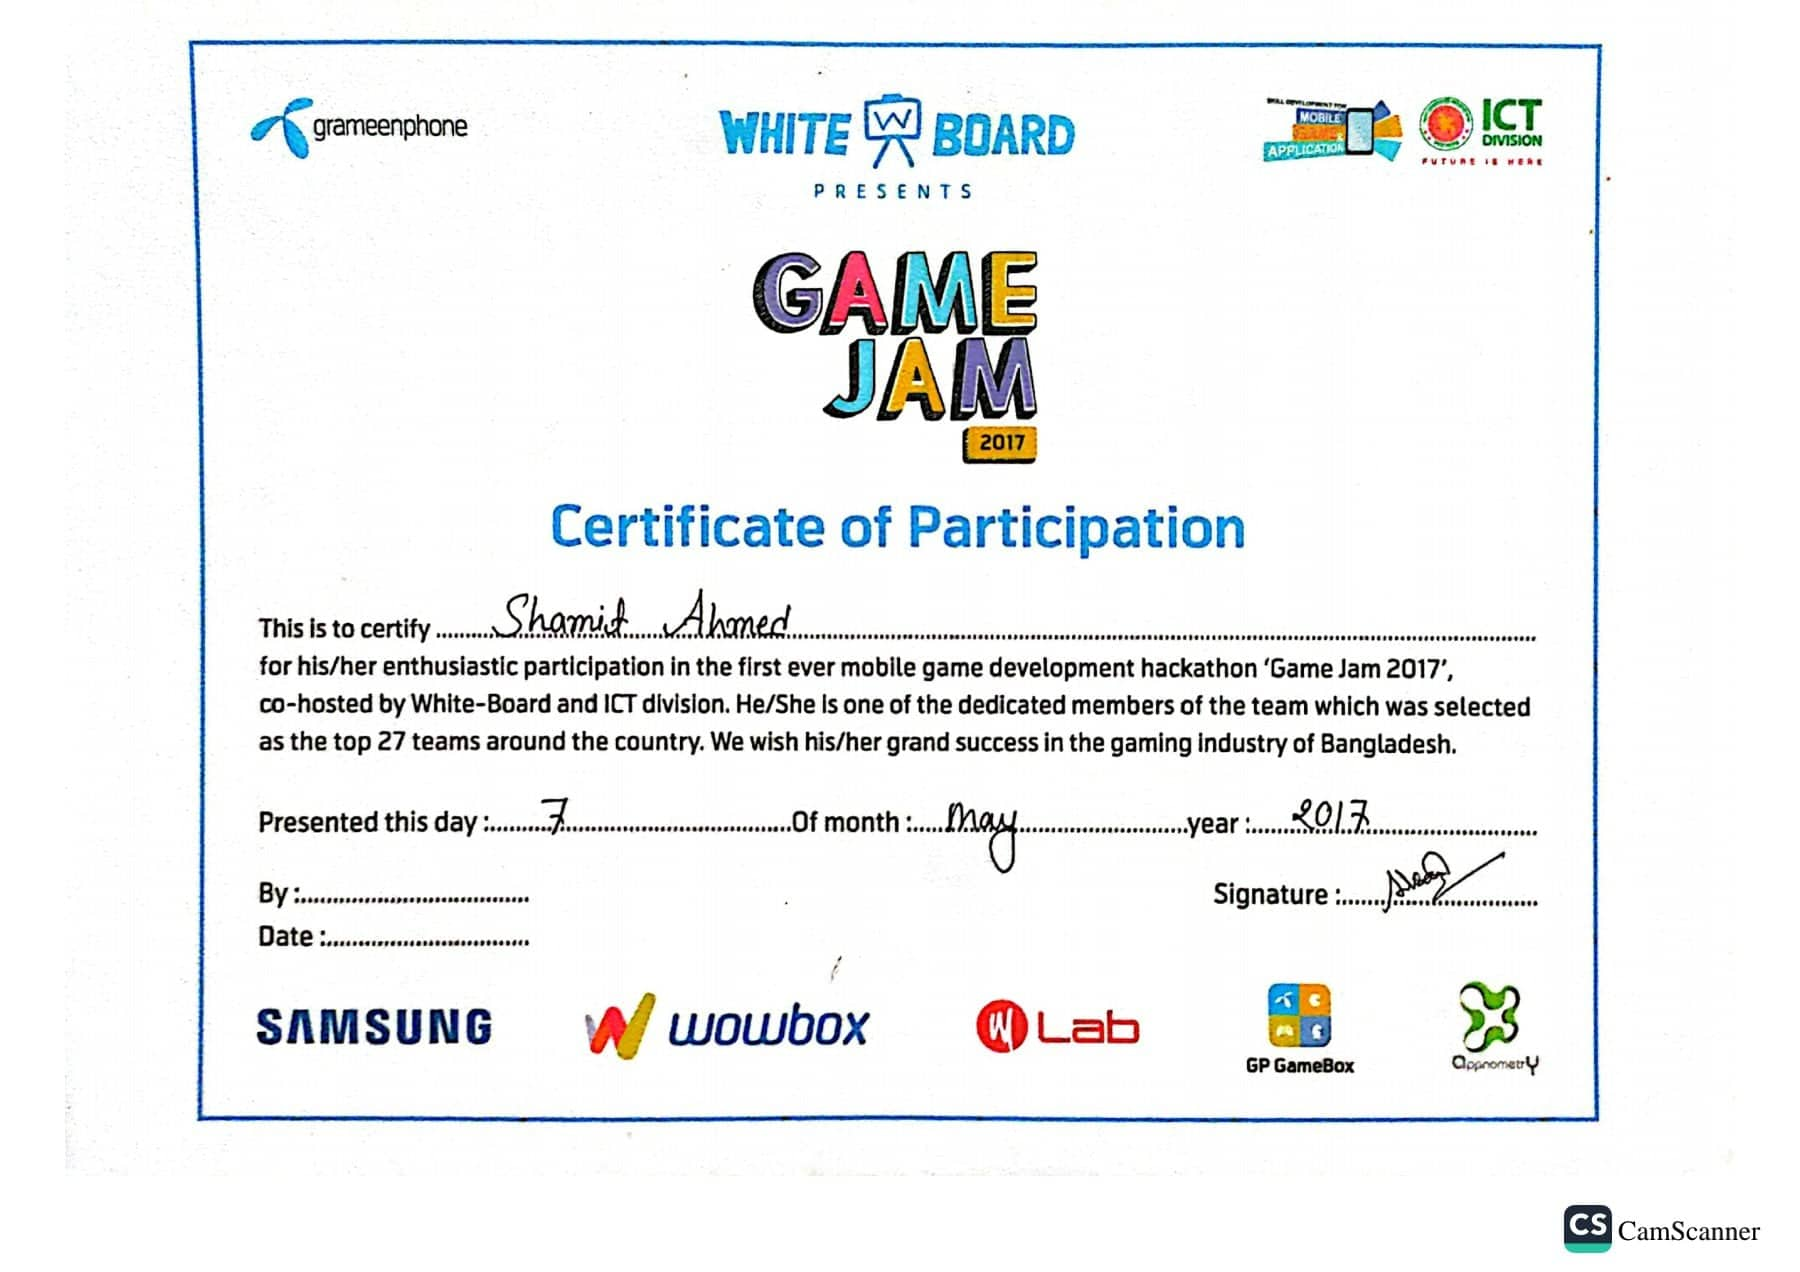 grameenphone
WHITE W BOARD
PRESENTS
SKILL DEVELOPMENT FOR
MOBILE
APPLICATION
ICT
DIVISION
FUTURE IS HERE
GAME
JAM
2017
Certificate of Participation
This is to certify Shamit Ahmed
for his/her enthusiastic participation in the first ever mobile game development hackathon ‘Game Jam 2017’,
co-hosted by White-Board and ICT division. He/She is one of the dedicated members of the team which was selected
as the top 27 teams around the country. We wish his/her grand success in the gaming industry of Bangladesh.
Presented this day : 7 Of month : May year : 2017
By :
Signature :
Date :
SAMSUNG
wowbox
Lab
GP GameBox
appnometry
CS CamScanner